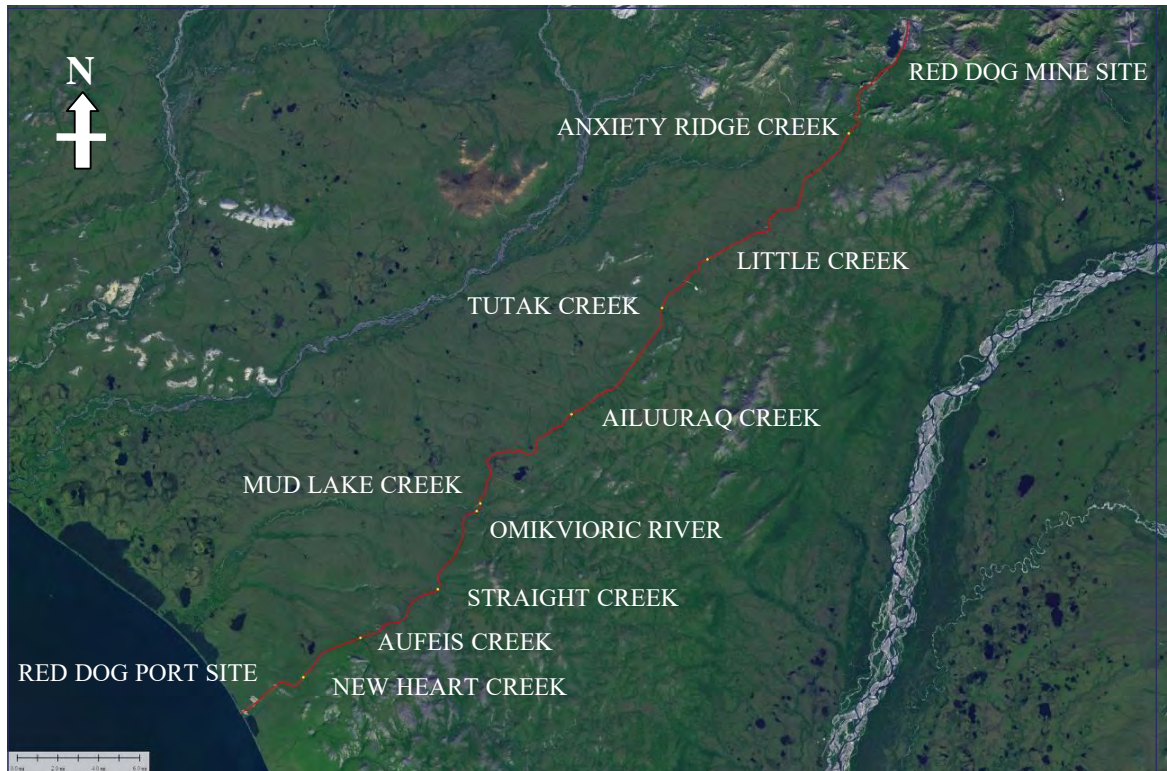 N
RED DOG MINE SITE
ANXIETY RIDGE CREEK
LITTLE CREEK
TUTAK CREEK
AILUURAQ CREEK
MUD LAKE CREEK
OMIKVIORIC RIVER
STRAIGHT CREEK
AUFEIS CREEK
RED DOG PORT SITE
NEW HEART CREEK